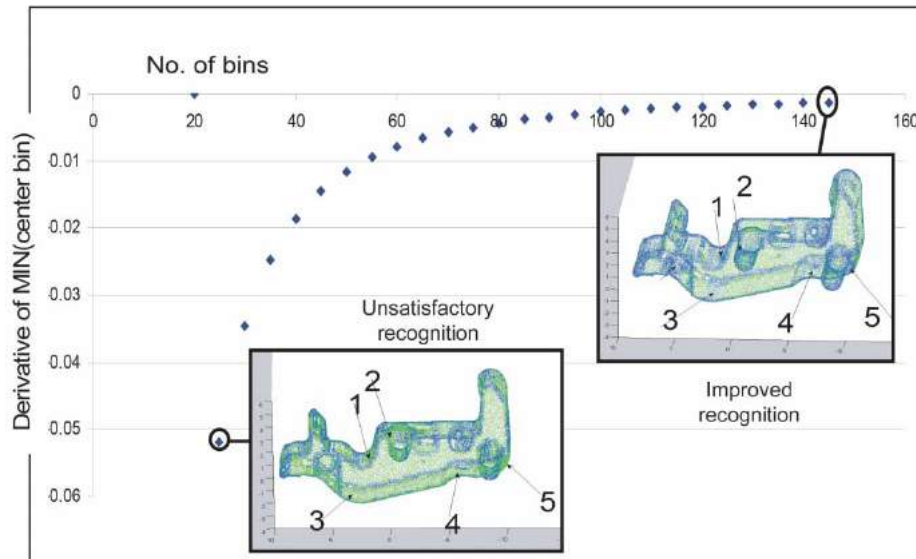 No. of bins
0
0 20 40 60 80 100 120 140 160
-0.01
-0.02
-0.03
-0.04
-0.05
-0.06
Derivative of MIN(center bin)
Unsatisfactory
recognition
1
2
3
4
5
1
2
3
4
5
Improved
recognition